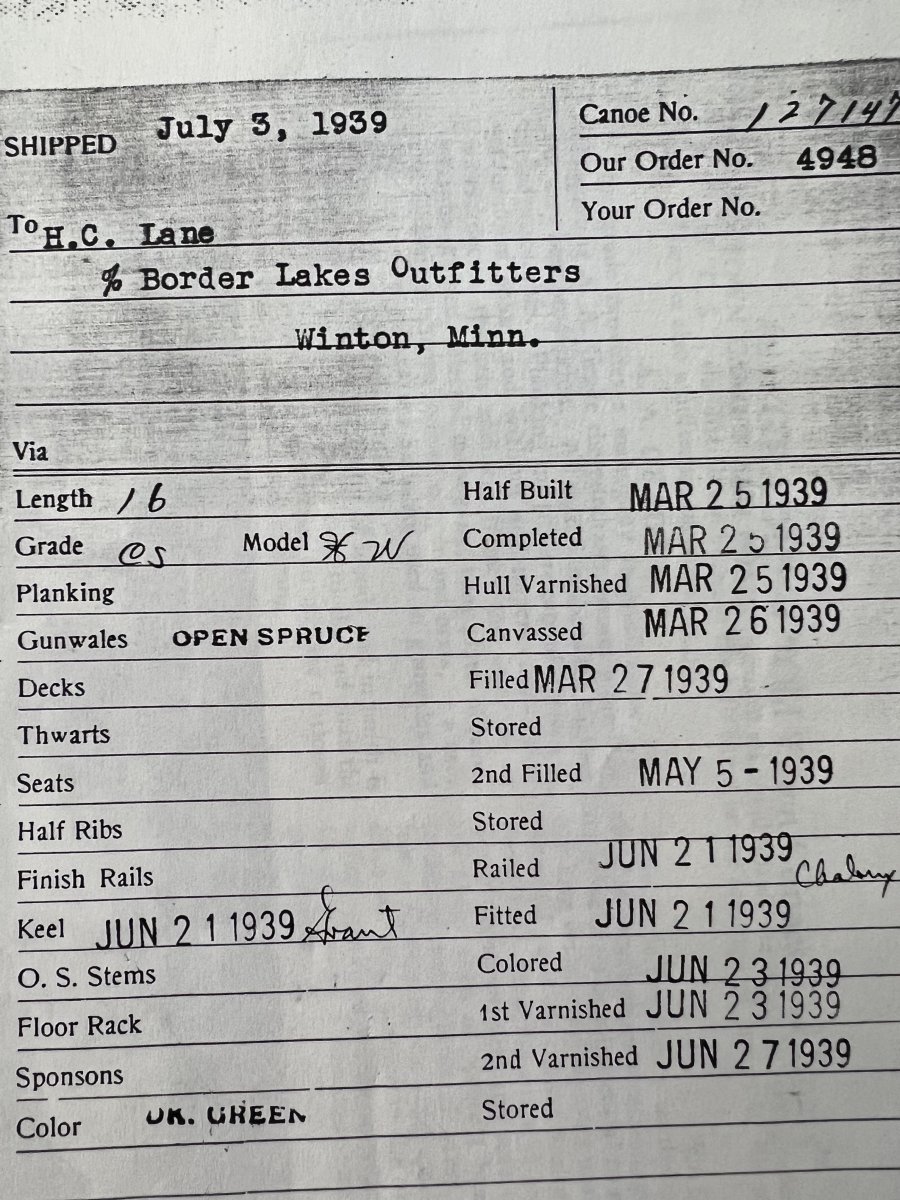 SHIPPED July 3, 1939
Canoe No. 127147
Our Order No. 4948
Your Order No.
To H.C. Lane
% Border Lakes Outfitters
Winton, Minn.
Via
Length 16
Half Built MAR 25 1939
Grade CS Model W
Completed MAR 25 1939
Planking
Hull Varnished MAR 25 1939
Gunwales OPEN SPRUCE
Canvassed MAR 26 1939
Decks
Filled MAR 27 1939
Thwarts
Stored
Seats
2nd Filled MAY 5 - 1939
Half Ribs
Stored
Finish Rails
Railed JUN 21 1939
Keel JUN 21 1939 Grant
Fitted JUN 21 1939
O. S. Stems
Colored JUN 23 1939
Floor Rack
1st Varnished JUN 23 1939
Sponsons
2nd Varnished JUN 27 1939
Color DK. GREEN
Stored